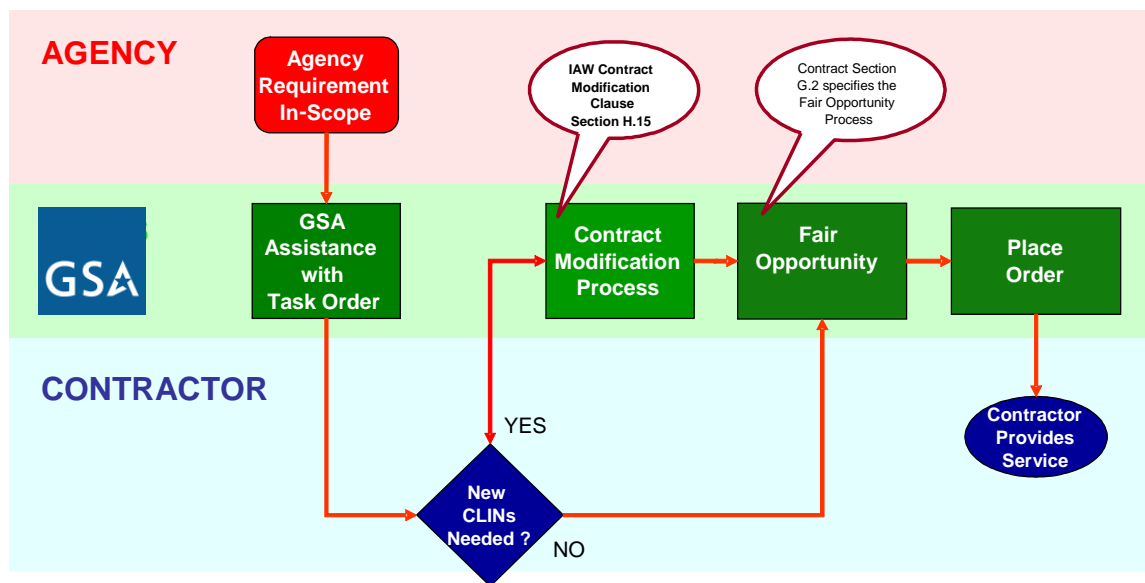 AGENCY
Agency
Requirement
In-Scope
IAW Contract
Modification
Clause
Section H.15
Contract Section
G.2 specifies the
Fair Opportunity
Process
GSA
GSA
Assistance
with
Task Order
Contract
Modification
Process
Fair
Opportunity
Place
Order
CONTRACTOR
YES
New
CLINs
Needed ?
NO
Contractor
Provides
Service